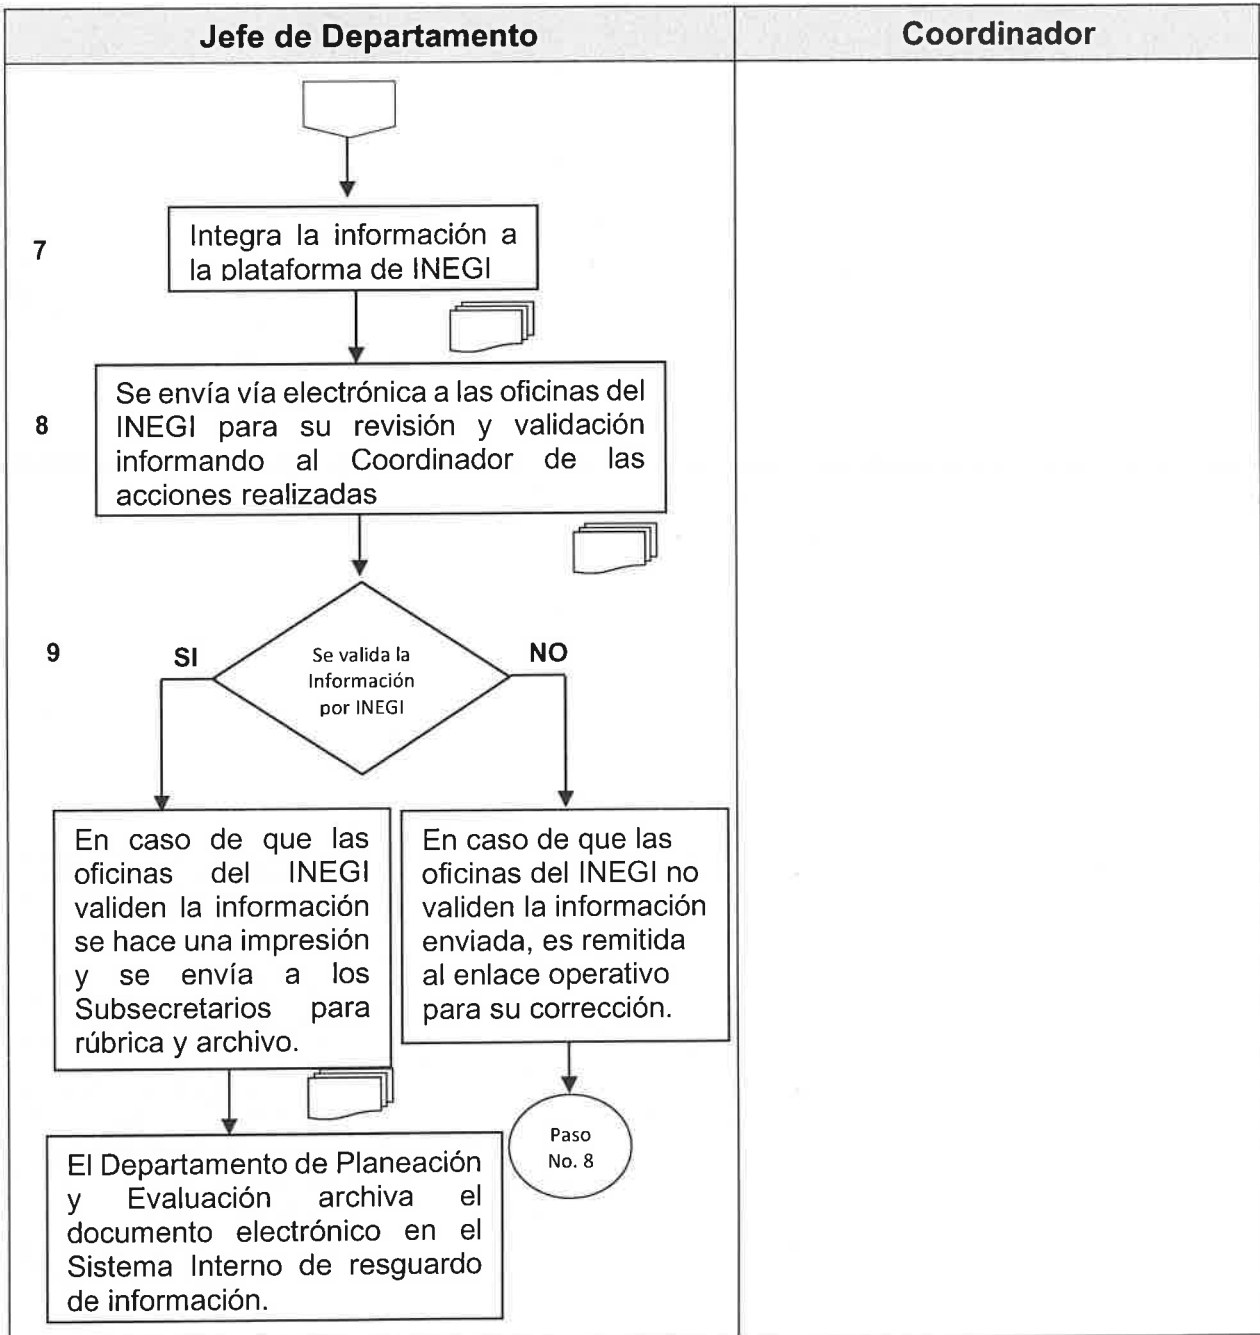 Jefe de Departamento
Coordinador
7
Integra la información a
la plataforma de INEGI
8
Se envía vía electrónica a las oficinas del
INEGI para su revisión y validación
informando al Coordinador de las
acciones realizadas
9
SI
Se valida la
Información
por INEGI
NO
En caso de que las
oficinas del INEGI
validen la información
se hace una impresión
y se envía a los
Subsecretarios para
rúbrica y archivo.
En caso de que las
oficinas del INEGI no
validen la información
enviada, es remitida
al enlace operativo
para su corrección.
Paso
No. 8
El Departamento de Planeación
y Evaluación archiva el
documento electrónico en el
Sistema Interno de resguardo
de información.